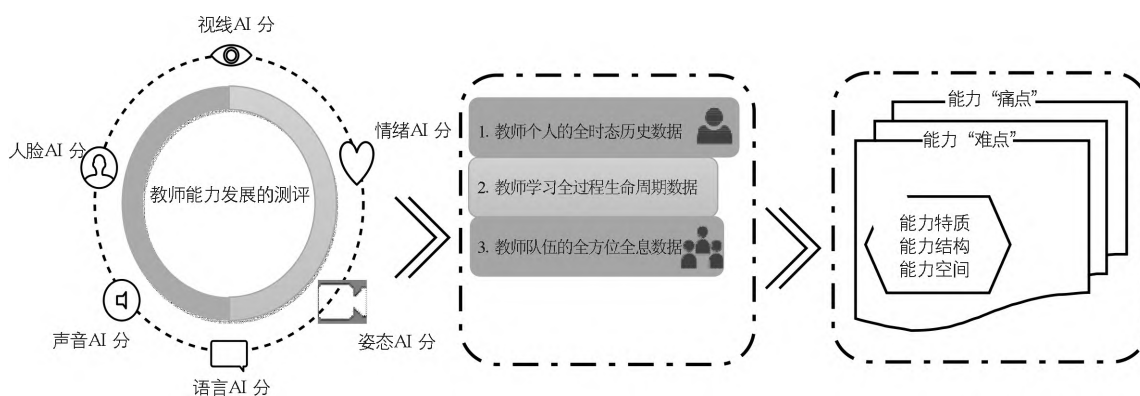 视线AI 分
人脸AI 分
情绪AI 分
教师能力发展的测评
声音AI 分
姿态AI 分
语言AI 分
1. 教师个人的全时态历史数据
2. 教师学习全过程生命周期数据
3. 教师队伍的全方位全息数据
能力“痛点”
能力“难点”
能力特质
能力结构
能力空间